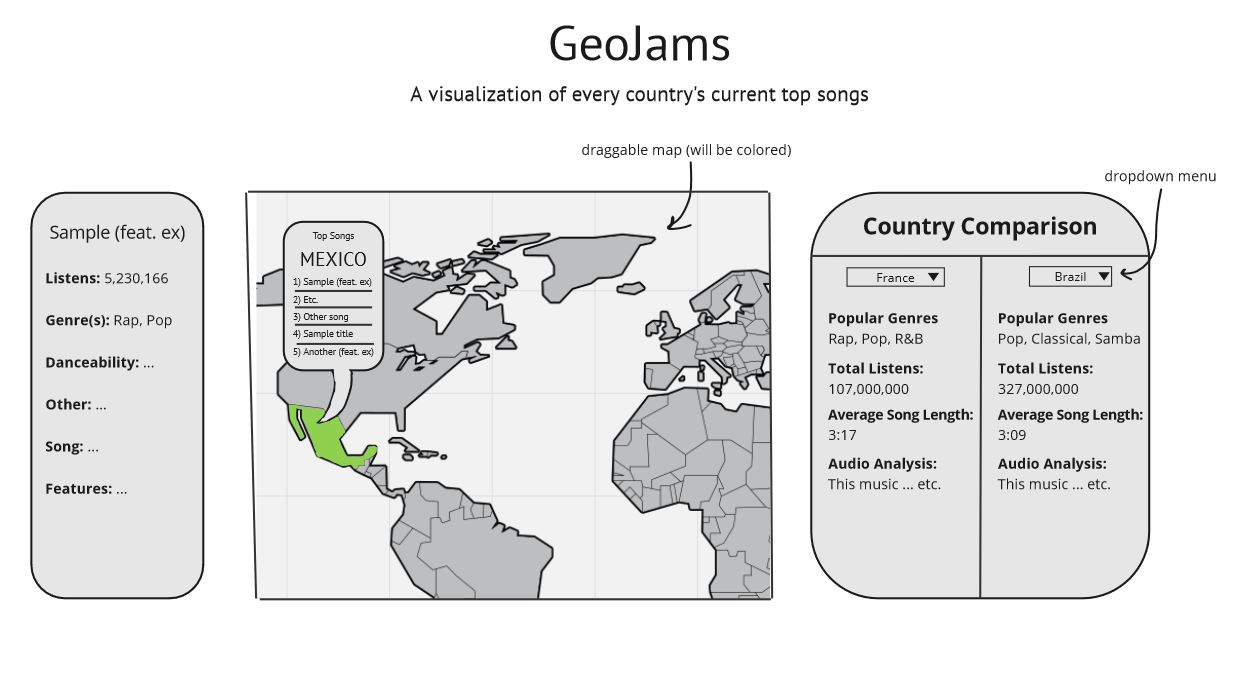 GeoJams
A visualization of every country's current top songs
draggable map (will be colored)
dropdown menu
Sample (feat. ex)
Listens: 5,230,166
Genre(s): Rap, Pop
Danceability: ...
Other: ...
Song: ...
Features: ...
Top Songs
MEXICO
1) Sample (feat. ex)
2) Etc.
3) Other song
4) Sample title
5) Another (feat. ex)
Country Comparison
France
Popular Genres
Rap, Pop, R&B
Total Listens:
107,000,000
Average Song Length:
3:17
Audio Analysis:
This music ... etc.
Brazil
Popular Genres
Pop, Classical, Samba
Total Listens:
327,000,000
Average Song Length:
3:09
Audio Analysis:
This music ... etc.